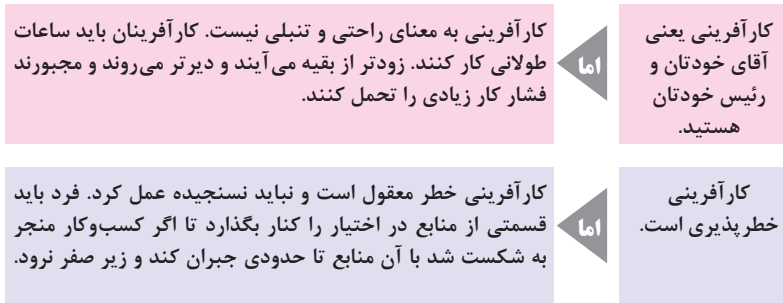 کارآفرینی یعنی
آقای خودتان و
رئیس خودتان
هستید.
اما
کارآفرینی به معنای راحتی و تنبلی نیست. کارآفرینان باید ساعات
طولانی کار کنند. زودتر از بقیه می‌آیند و دیرتر می‌روند و مجبورند
فشار کار زیادی را تحمل کنند.
کارآفرینی
خطرپذیری است.
اما
کارآفرینی خطر معقول است و نباید نسنجیده عمل کرد. فرد باید
قسمتی از منابع در اختیار را کنار بگذارد تا اگر کسب‌وکار منجر
به شکست شد با آن منابع تا حدودی جبران کند و زیر صفر نرود.